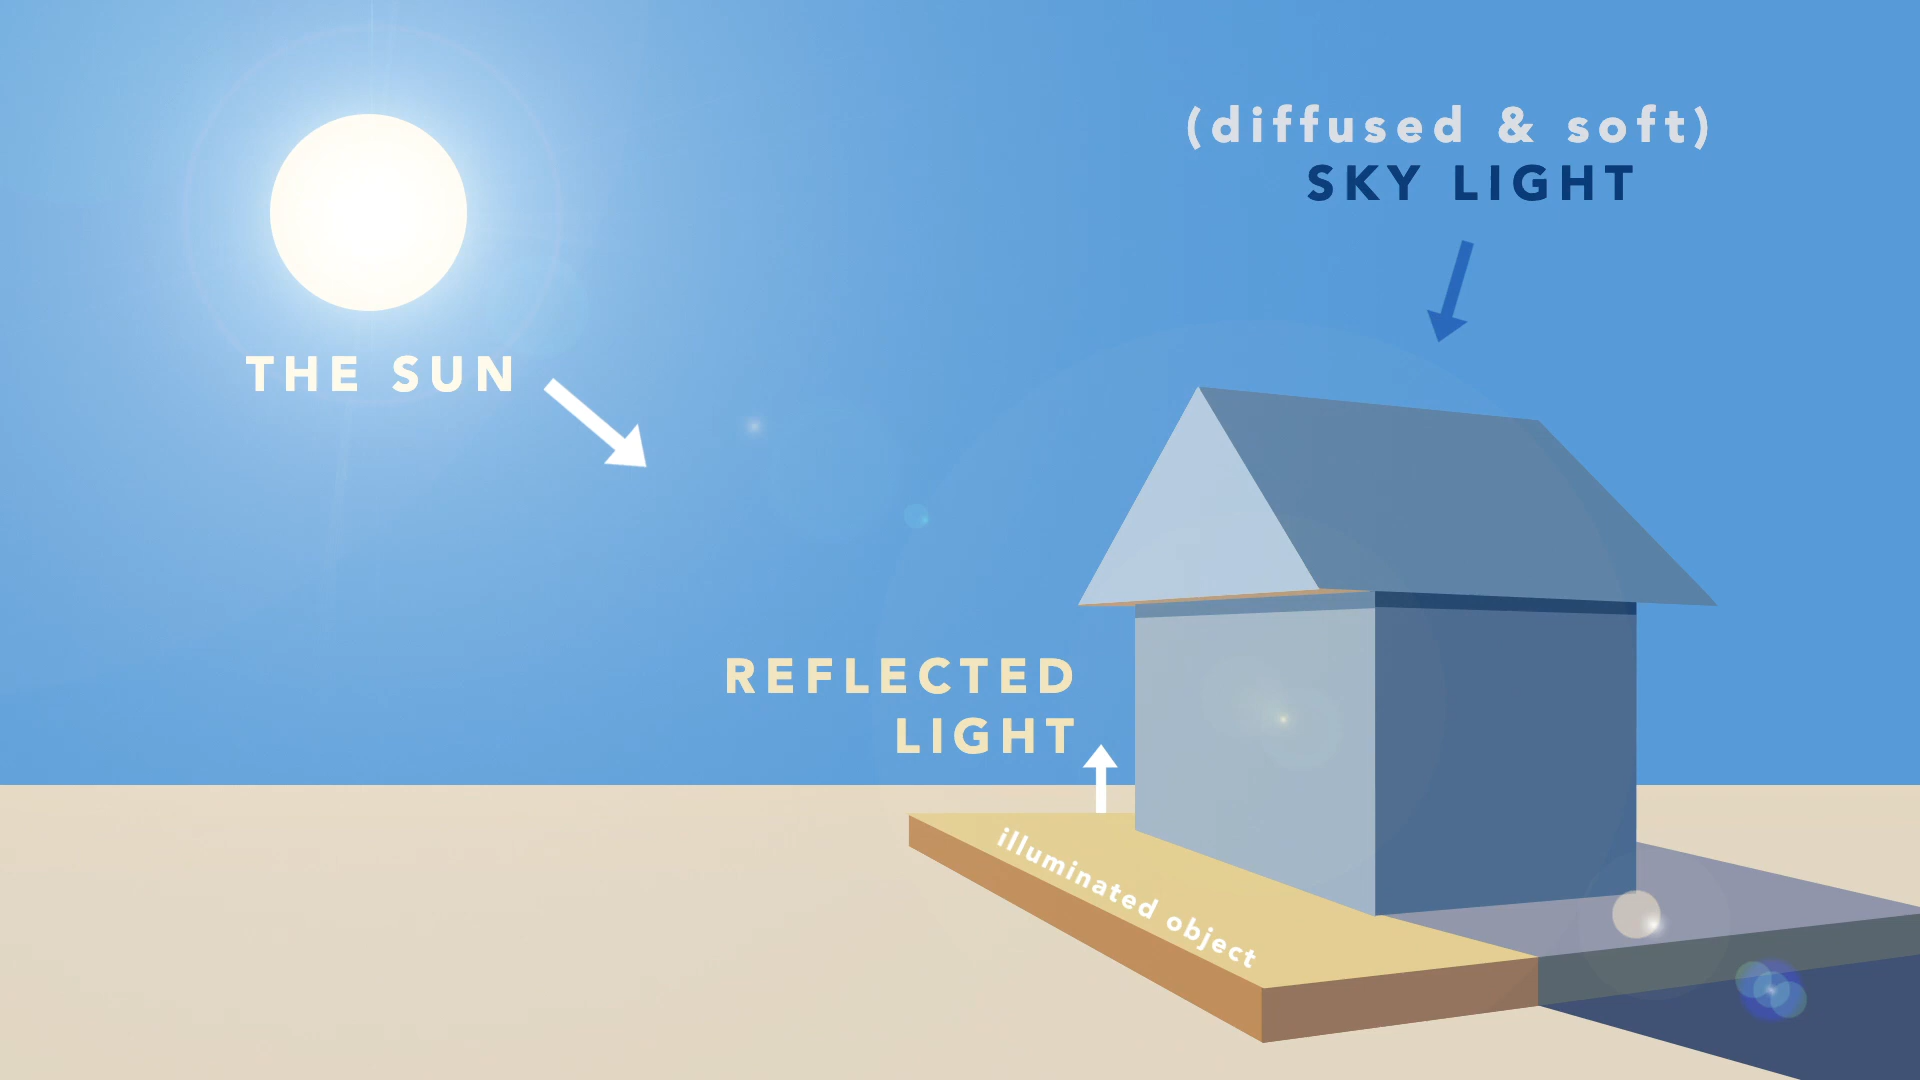 (diffused & soft)
SKY LIGHT
THE SUN
REFLECTED
LIGHT
illuminated object